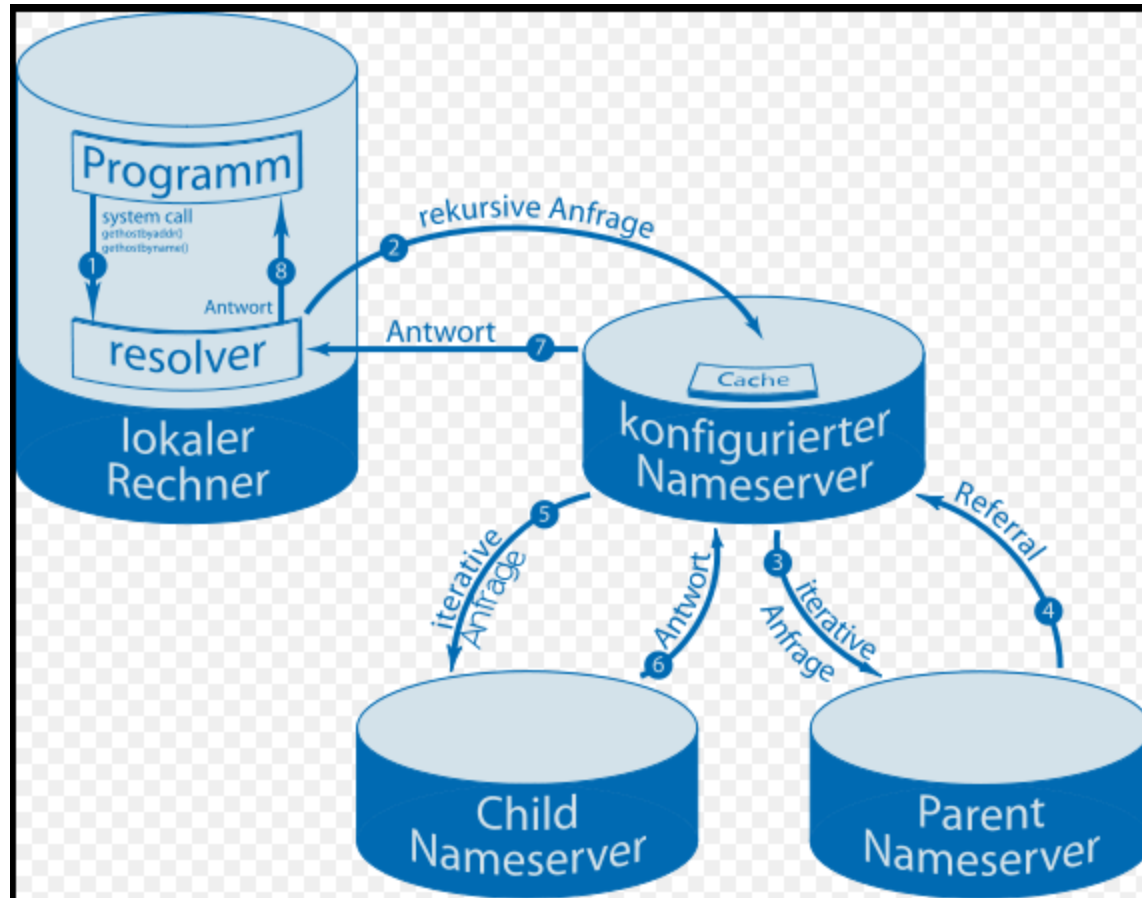 Programm
system call
gethostbyaddr()
gethostbyname()
1
8
Antwort
resolver
lokaler
Rechner
2
rekursive Anfrage
Antwort
7
Cache
konfigurierter
Nameserver
5
iterative
Anfrage
Antwort
6
3
iterative
Anfrage
Referral
4
Child
Nameserver
Parent
Nameserver